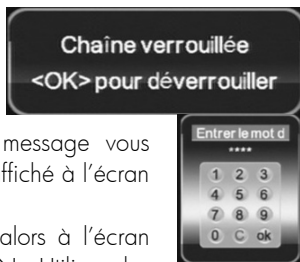 Chaîne verrouillée
<OK> pour déverrouiller
message vous
ffiché à l'écran
alors à l'écran
Entrer le mot d
****
1 2 3
4 5 6
7 8 9
0 C ok